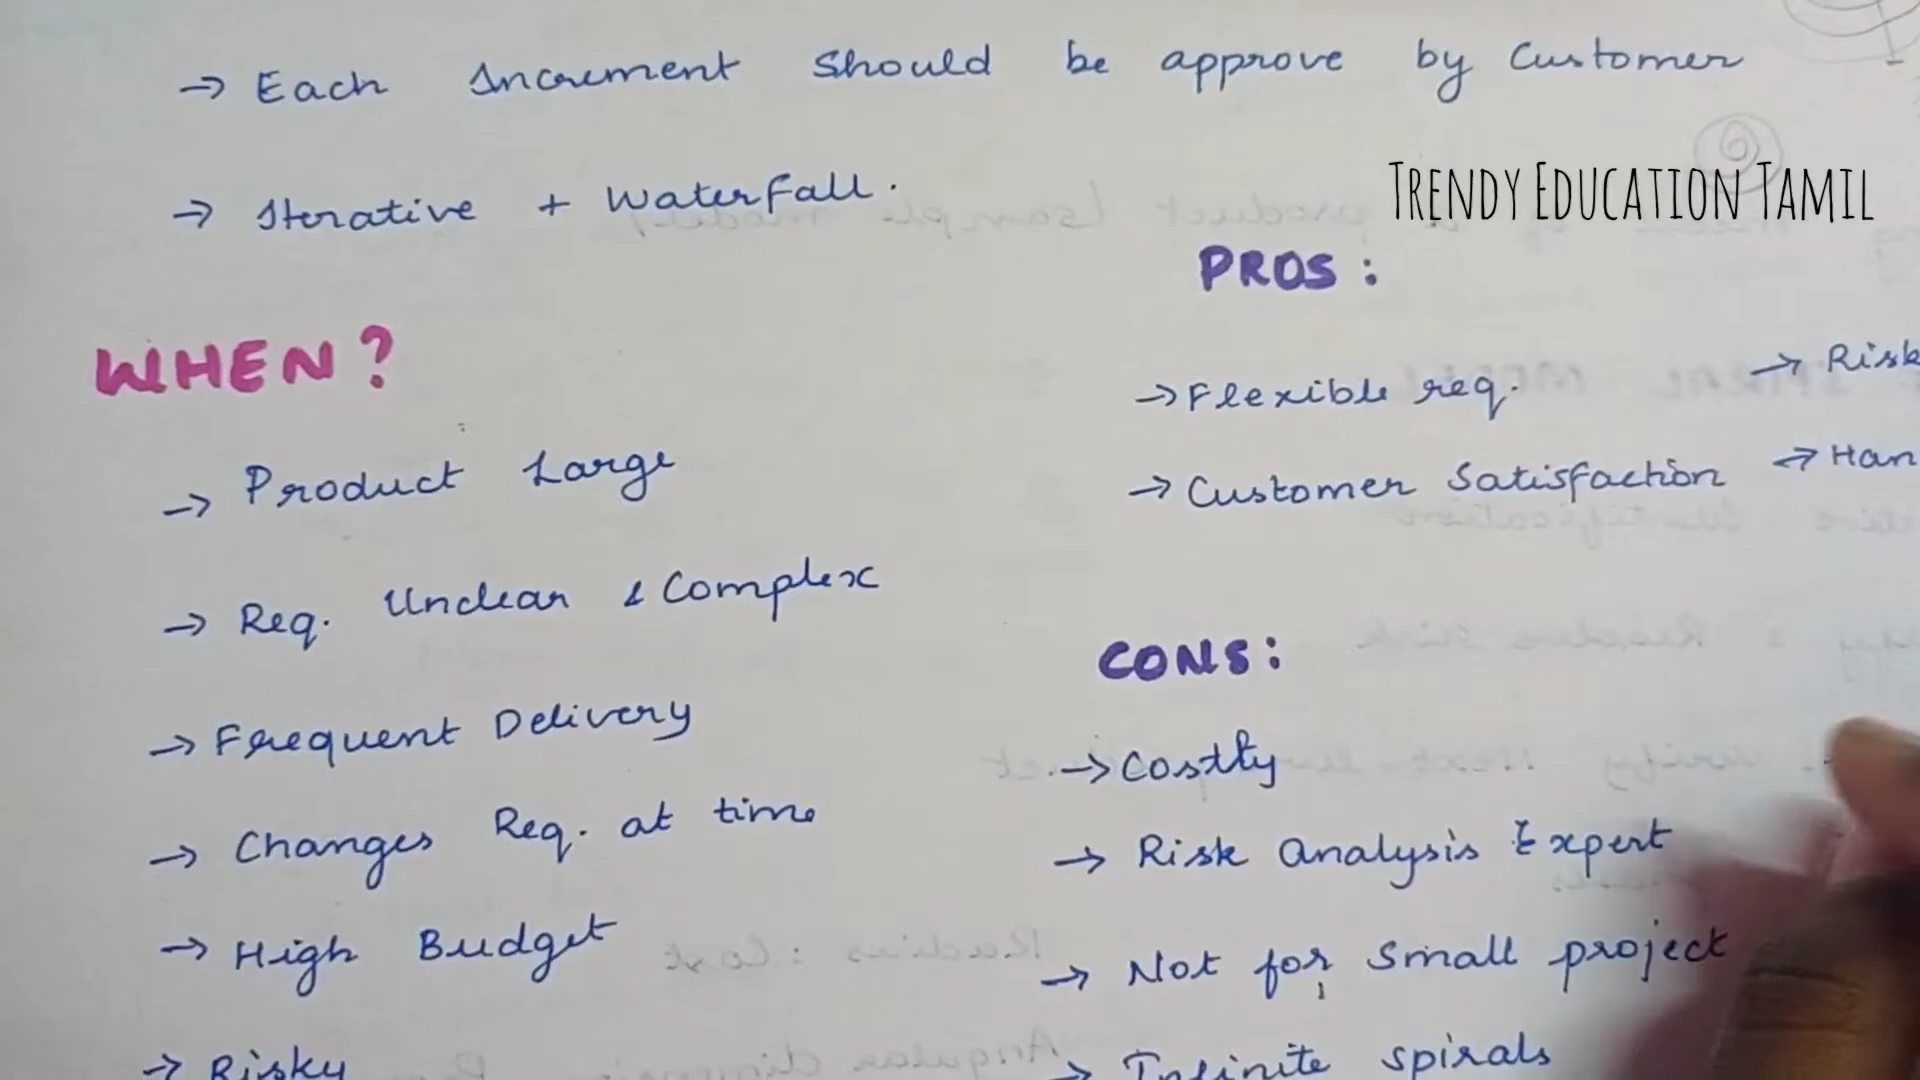 → Each Increment should be approve by Customer
→ Iterative + Waterfall.
TRENDY EDUCATION TAMIL
WHEN?
→ Product Large
→ Req. Unclear & Complex
→ Frequent Delivery
→ Changes Req. at time
→ High Budget
→ Risky
PROS:
→ Flexible req.
→ Risk
→ Customer Satisfaction
→ Han
CONS:
→ Costly
→ Risk Analysis Expert
→ Not for small project
→ Infinite spirals